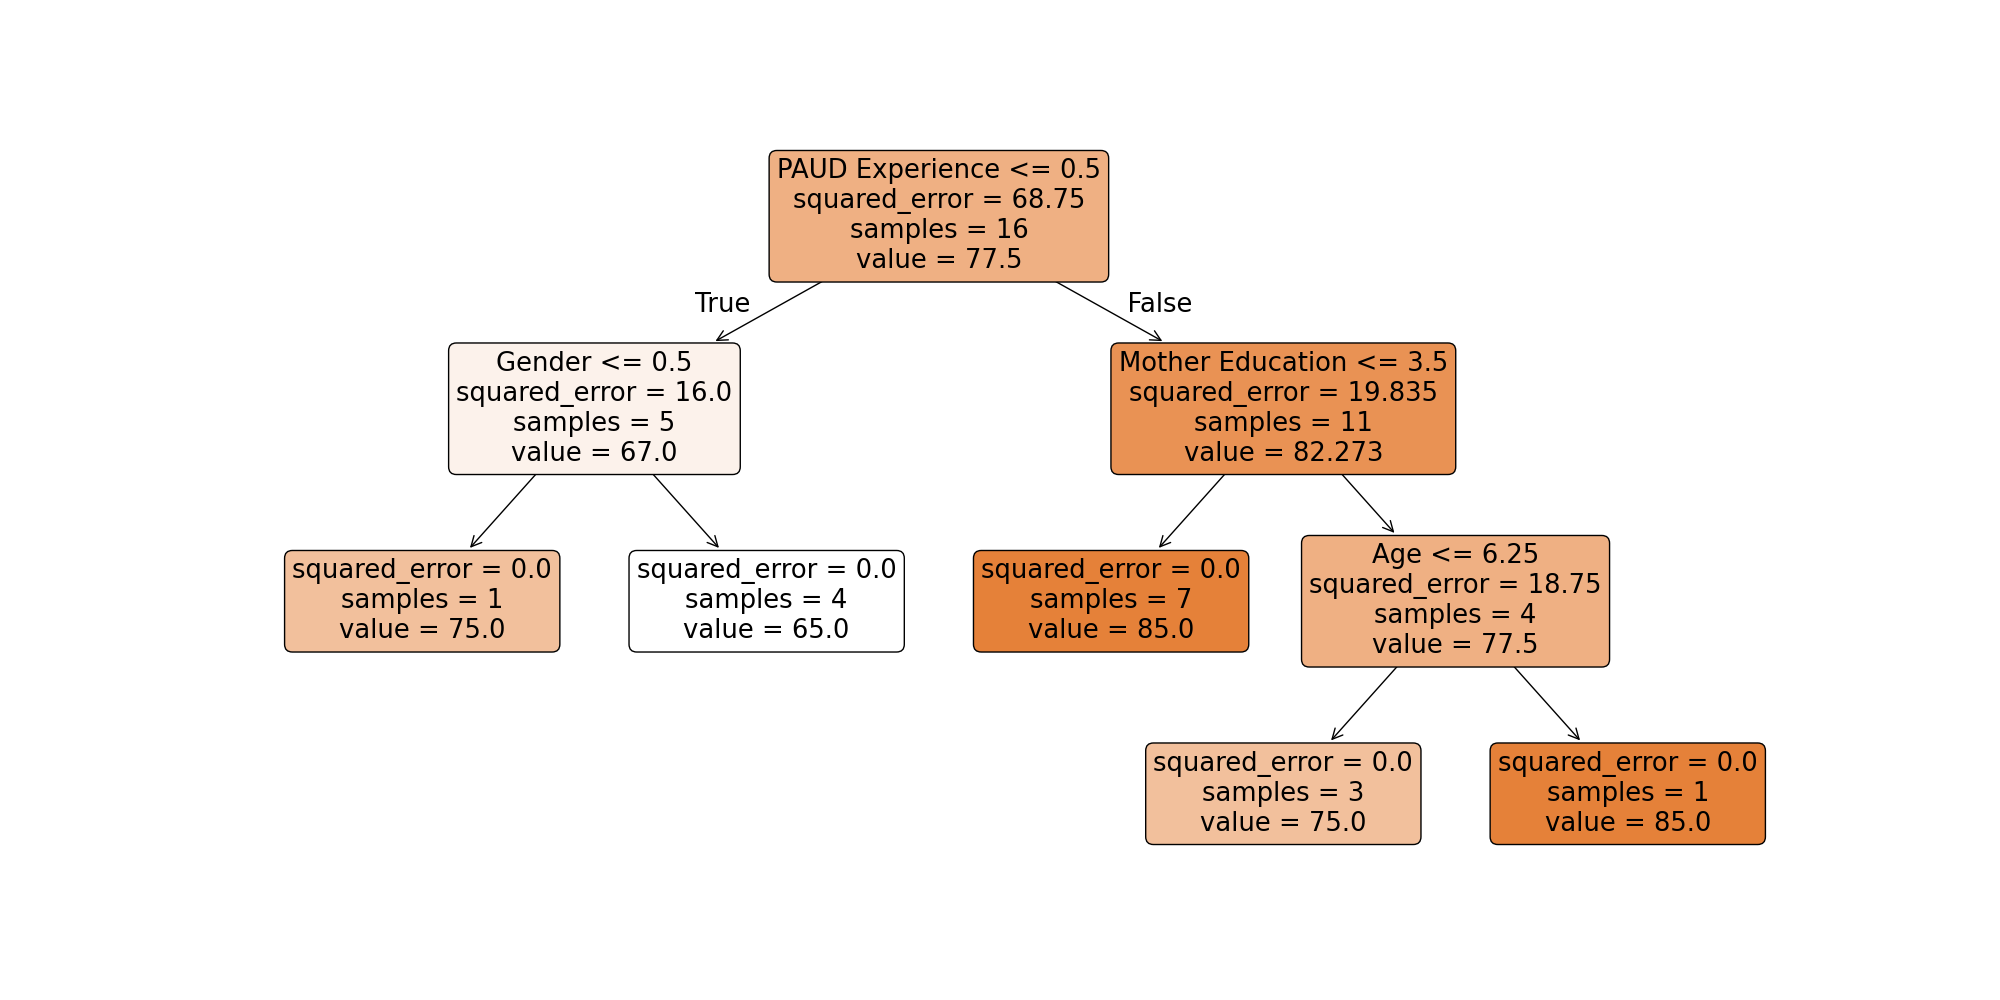 PAUD Experience <= 0.5
squared_error = 68.75
samples = 16
value = 77.5
True
False
Gender <= 0.5
squared_error = 16.0
samples = 5
value = 67.0
Mother Education <= 3.5
squared_error = 19.835
samples = 11
value = 82.273
squared_error = 0.0
samples = 1
value = 75.0
squared_error = 0.0
samples = 4
value = 65.0
squared_error = 0.0
samples = 7
value = 85.0
Age <= 6.25
squared_error = 18.75
samples = 4
value = 77.5
squared_error = 0.0
samples = 3
value = 75.0
squared_error = 0.0
samples = 1
value = 85.0